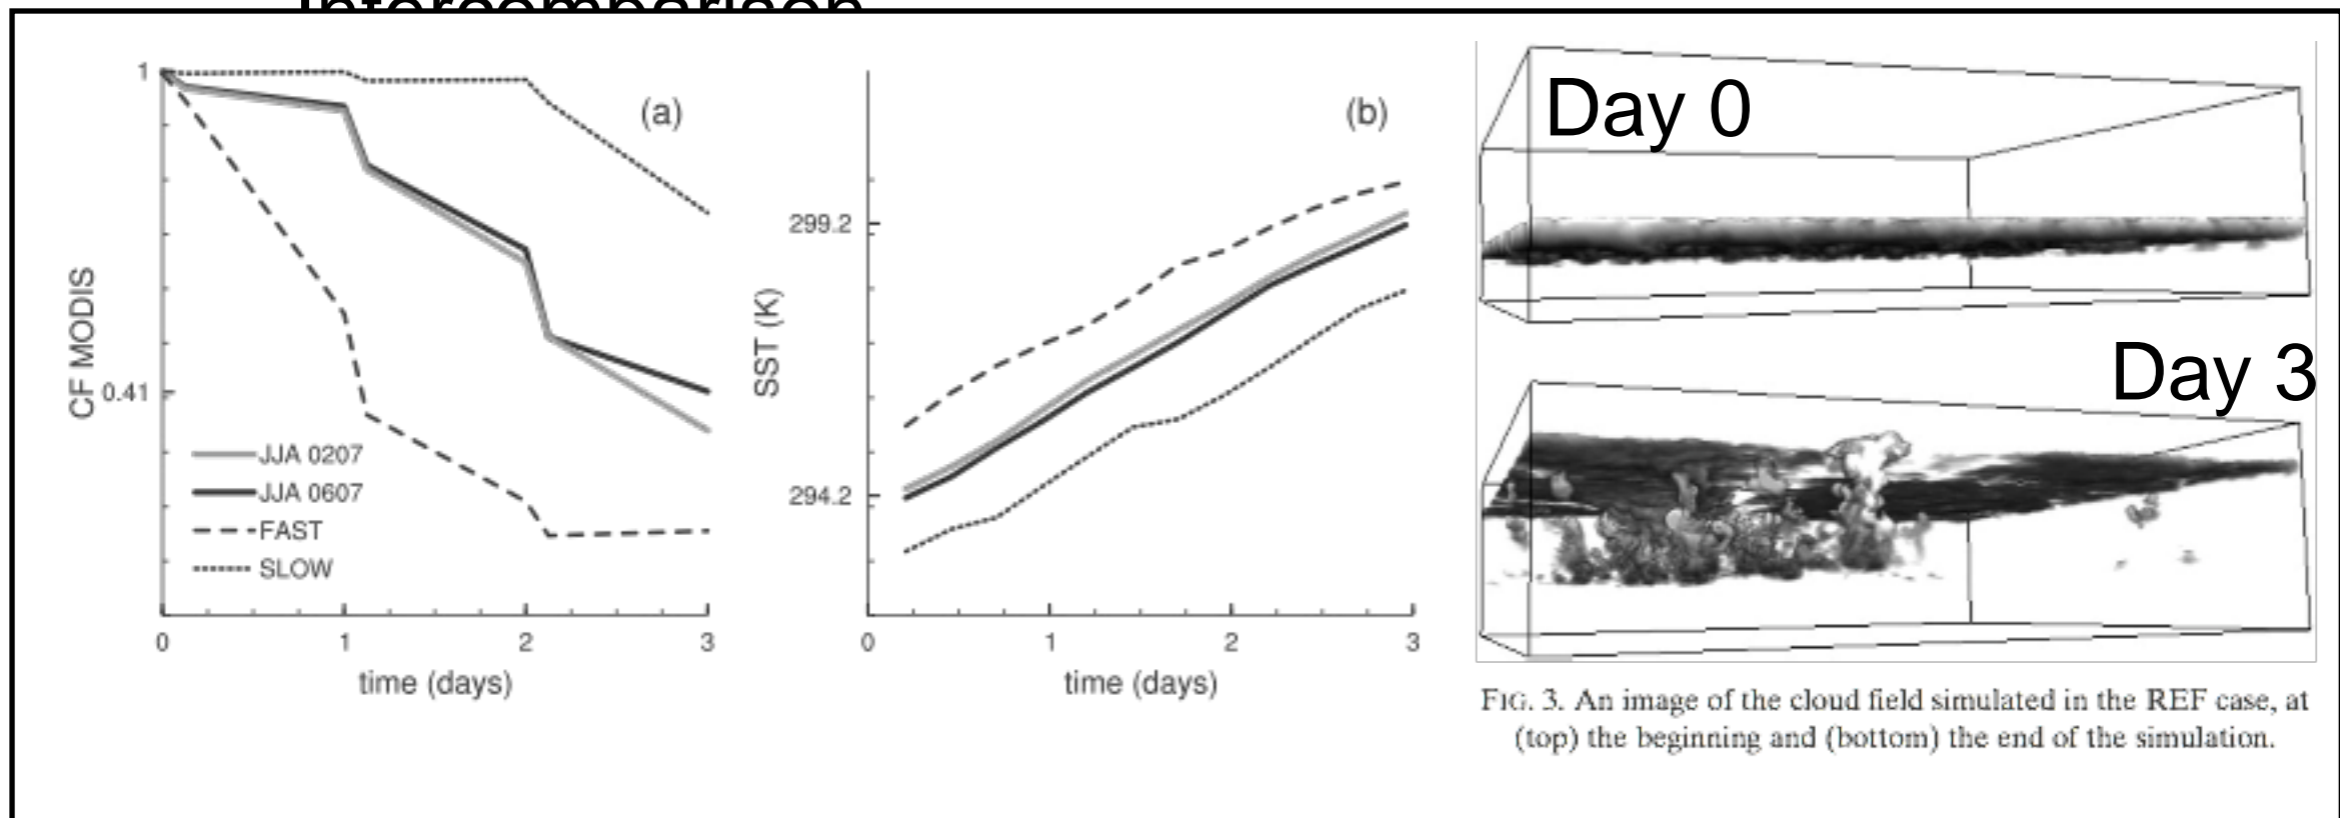 Intercomparison
1
0.41
CF MODIS
(a)
JJA 0207
JJA 0607
FAST
SLOW
0 1 2 3
time (days)
299.2
294.2
SST (K)
(b)
0 1 2 3
time (days)
Day 0
Day 3
FIG. 3. An image of the cloud field simulated in the REF case, at
(top) the beginning and (bottom) the end of the simulation.